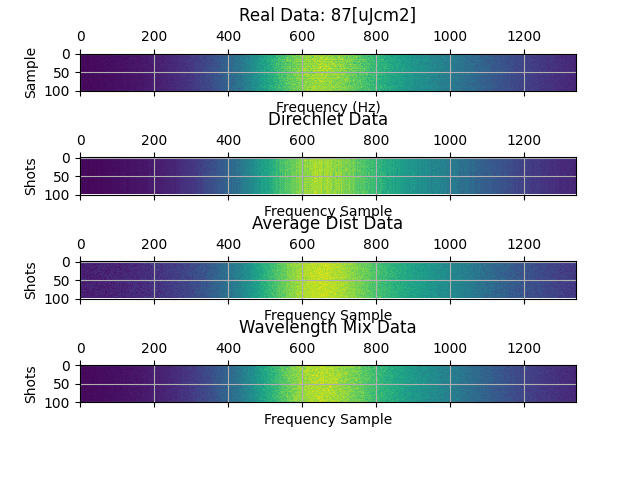 Real Data: 87[uJcm2]
0 200 400 600 800 1000 1200
Sample
0
50
100
Frequency (Hz)
Direchlet Data
0 200 400 600 800 1000 1200
Shots
0
50
100
Frequency Sample
Average Dist Data
0 200 400 600 800 1000 1200
Shots
0
50
100
Frequency Sample
Wavelength Mix Data
0 200 400 600 800 1000 1200
Shots
0
50
100
Frequency Sample